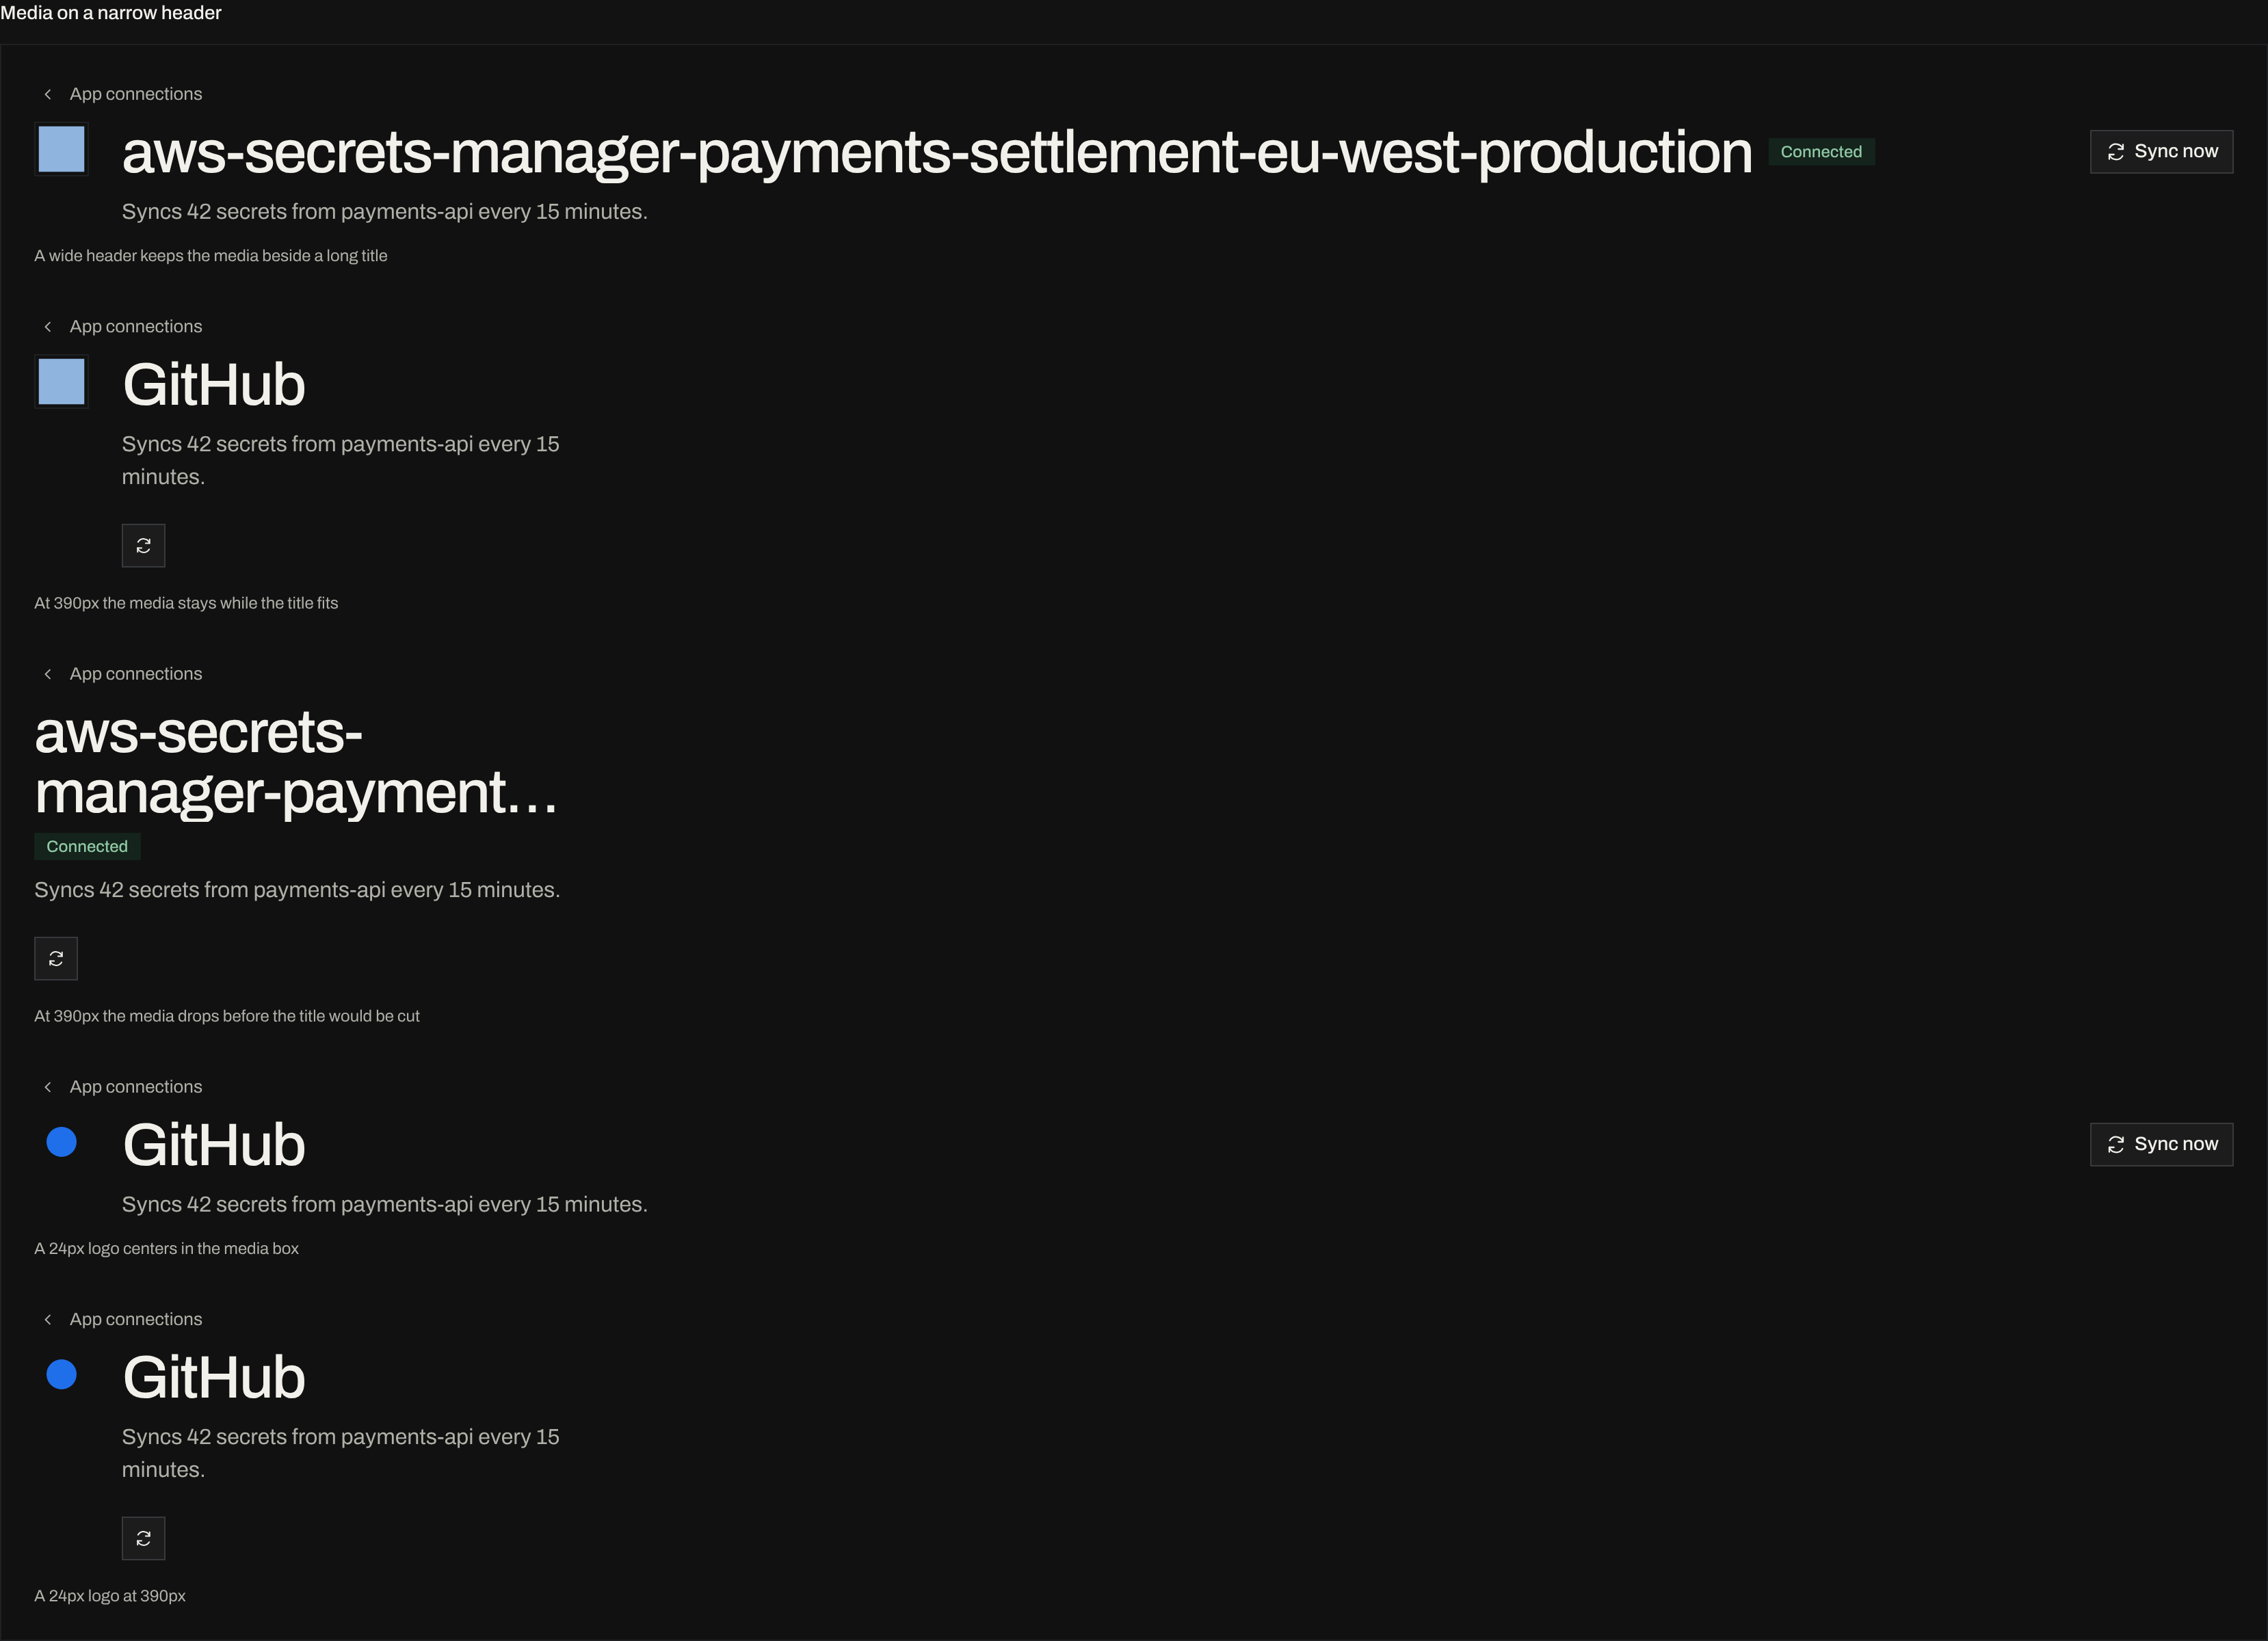 Media on a narrow header
App connections
aws-secrets-manager-payments-settlement-eu-west-production
Connected
Sync now
Syncs 42 secrets from payments-api every 15 minutes.
A wide header keeps the media beside a long title
App connections
GitHub
Syncs 42 secrets from payments-api every 15
minutes.
At 390px the media stays while the title fits
App connections
aws-secrets-
manager-payment…
Connected
Syncs 42 secrets from payments-api every 15 minutes.
At 390px the media drops before the title would be cut
App connections
GitHub
Sync now
Syncs 42 secrets from payments-api every 15 minutes.
A 24px logo centers in the media box
App connections
GitHub
Syncs 42 secrets from payments-api every 15
minutes.
A 24px logo at 390px